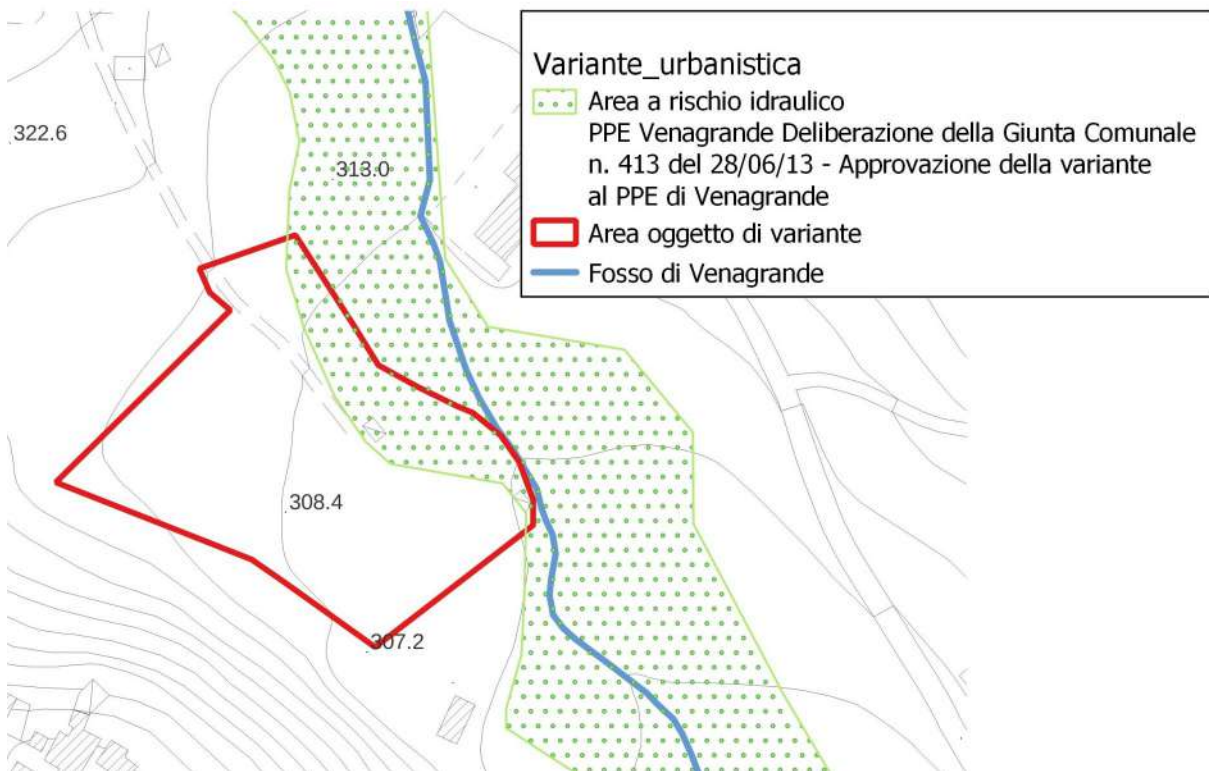 Variante_urbanistica
Area a rischio idraulico
PPE Venagrande Deliberazione della Giunta Comunale
n. 413 del 28/06/13 - Approvazione della variante
al PPE di Venagrande
Area oggetto di variante
Fosso di Venagrande
322.6
313.0
308.4
307.2